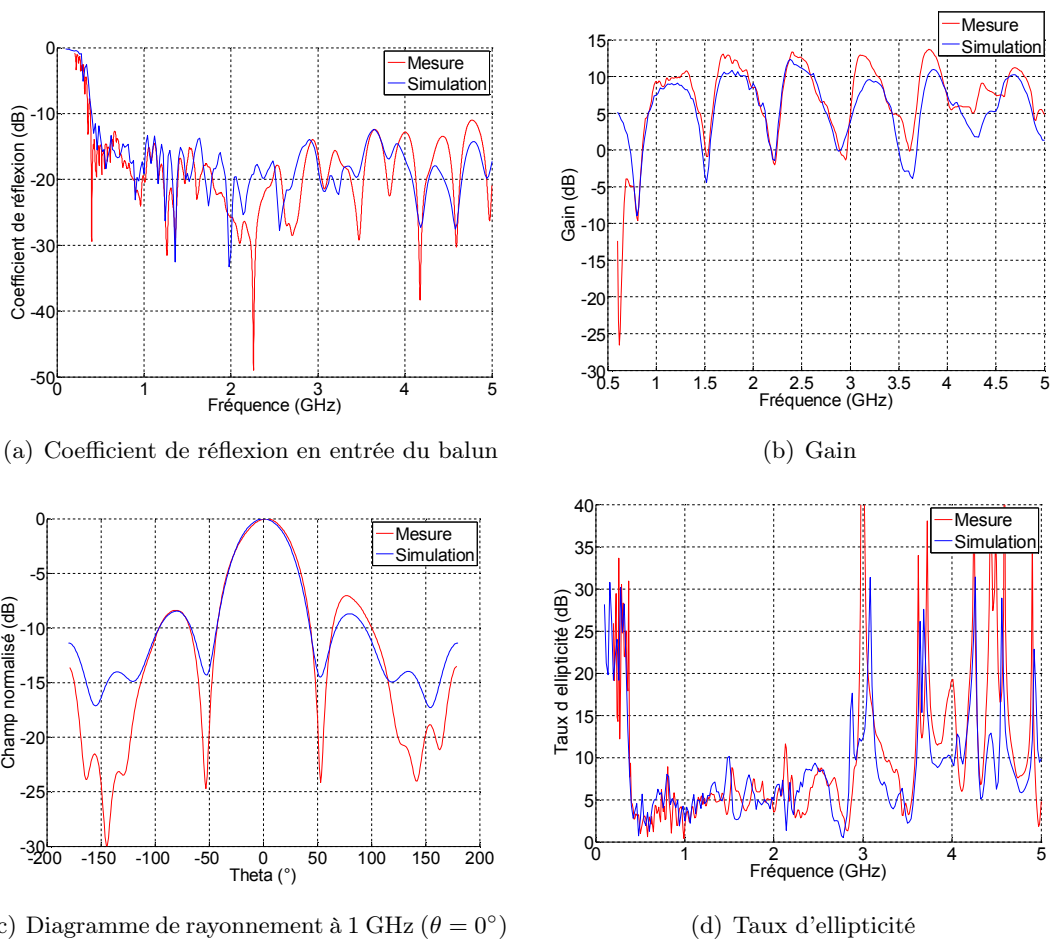 Mesure
Simulation
Coefficient de réflexion (dB)
0
-10
-20
-30
-40
-50
0 1 2 3 4 5
Fréquence (GHz)
(a) Coefficient de réflexion en entrée du balun
Mesure
Simulation
Gain (dB)
15
10
5
0
-5
-10
-15
-20
-25
-30
0.5 1 1.5 2 2.5 3 3.5 4 4.5 5
Fréquence (GHz)
(b) Gain
Mesure
Simulation
Champ normalisé (dB)
0
-5
-10
-15
-20
-25
-30
-200 -150 -100 -50 0 50 100 150 200
Theta (°)
c) Diagramme de rayonnement à 1 GHz (θ = 0°)
Mesure
Simulation
Taux d ellipticité (dB)
40
35
30
25
20
15
10
5
0
0 1 2 3 4 5
Fréquence (GHz)
(d) Taux d'ellipticité